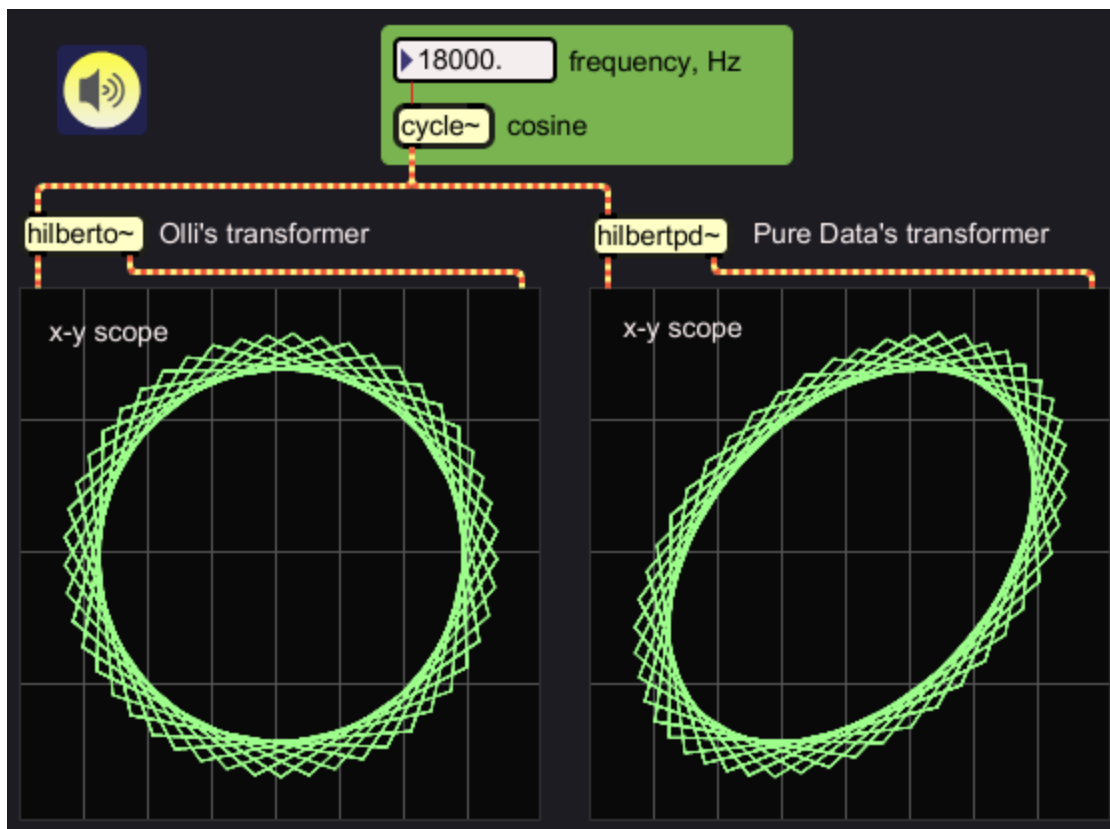 18000. frequency, Hz
cycle~ cosine
hilberto~ Olli's transformer
hilbertpd~ Pure Data's transformer
x-y scope
x-y scope